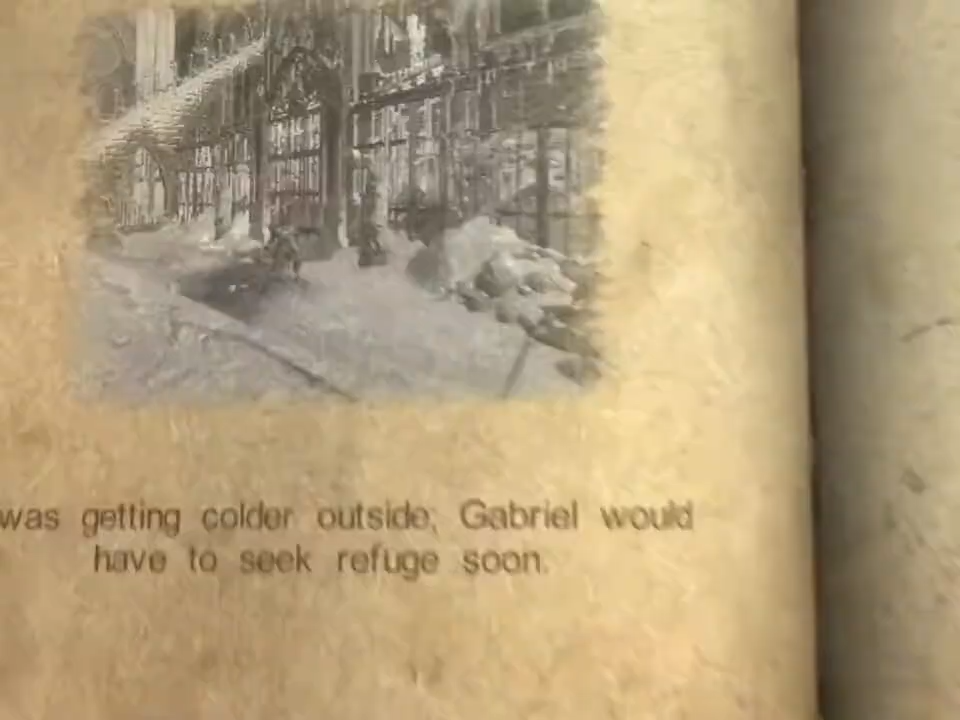 was getting colder outside; Gabriel would
have to seek refuge soon.